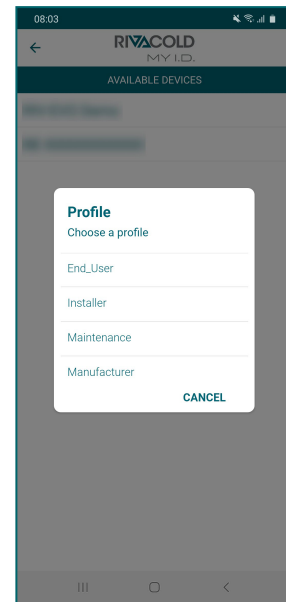 08:03
RIVACOLD
MY I.D.
AVAILABLE DEVICES
Profile
Choose a profile
End_User
Installer
Maintenance
Manufacturer
CANCEL